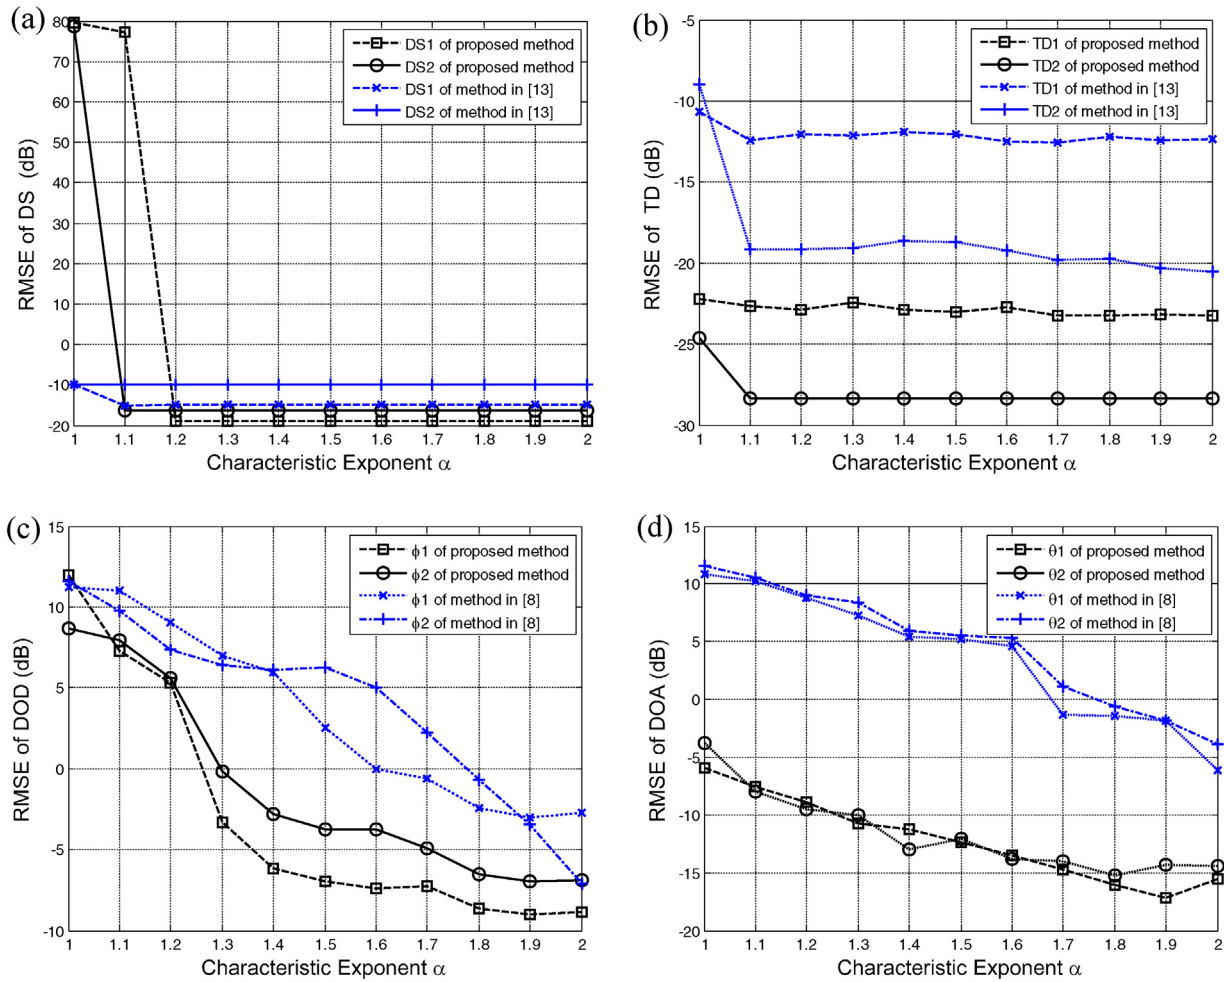 (a)
80
70
60
50
40
30
20
10
0
-10
-20
RMSE of DS (dB)
DS1 of proposed method
DS2 of proposed method
DS1 of method in [13]
DS2 of method in [13]
1 1.1 1.2 1.3 1.4 1.5 1.6 1.7 1.8 1.9 2
Characteristic Exponent α
(b)
-5
-10
-15
-20
-25
-30
RMSE of TD (dB)
TD1 of proposed method
TD2 of proposed method
TD1 of method in [13]
TD2 of method in [13]
1 1.1 1.2 1.3 1.4 1.5 1.6 1.7 1.8 1.9 2
Characteristic Exponent α
(c)
15
10
5
0
-5
-10
RMSE of DOD (dB)
ϕ1 of proposed method
ϕ2 of proposed method
ϕ1 of method in [8]
ϕ2 of method in [8]
1 1.1 1.2 1.3 1.4 1.5 1.6 1.7 1.8 1.9 2
Characteristic Exponent α
(d)
15
10
5
0
-5
-10
-15
-20
RMSE of DOA (dB)
θ1 of proposed method
θ2 of proposed method
θ1 of method in [8]
θ2 of method in [8]
1 1.1 1.2 1.3 1.4 1.5 1.6 1.7 1.8 1.9 2
Characteristic Exponent α